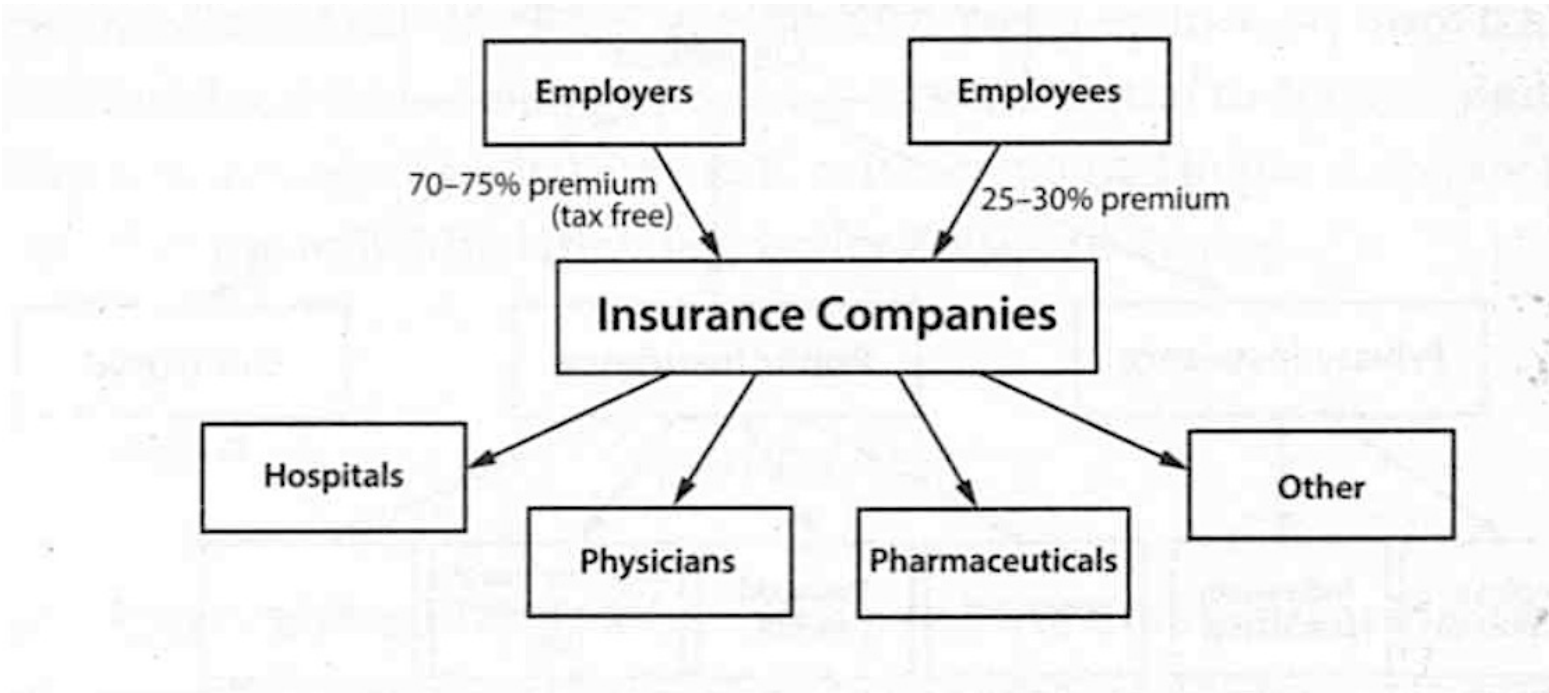 Employers
Employees
70–75% premium
(tax free)
25–30% premium
Insurance Companies
Hospitals
Physicians
Pharmaceuticals
Other